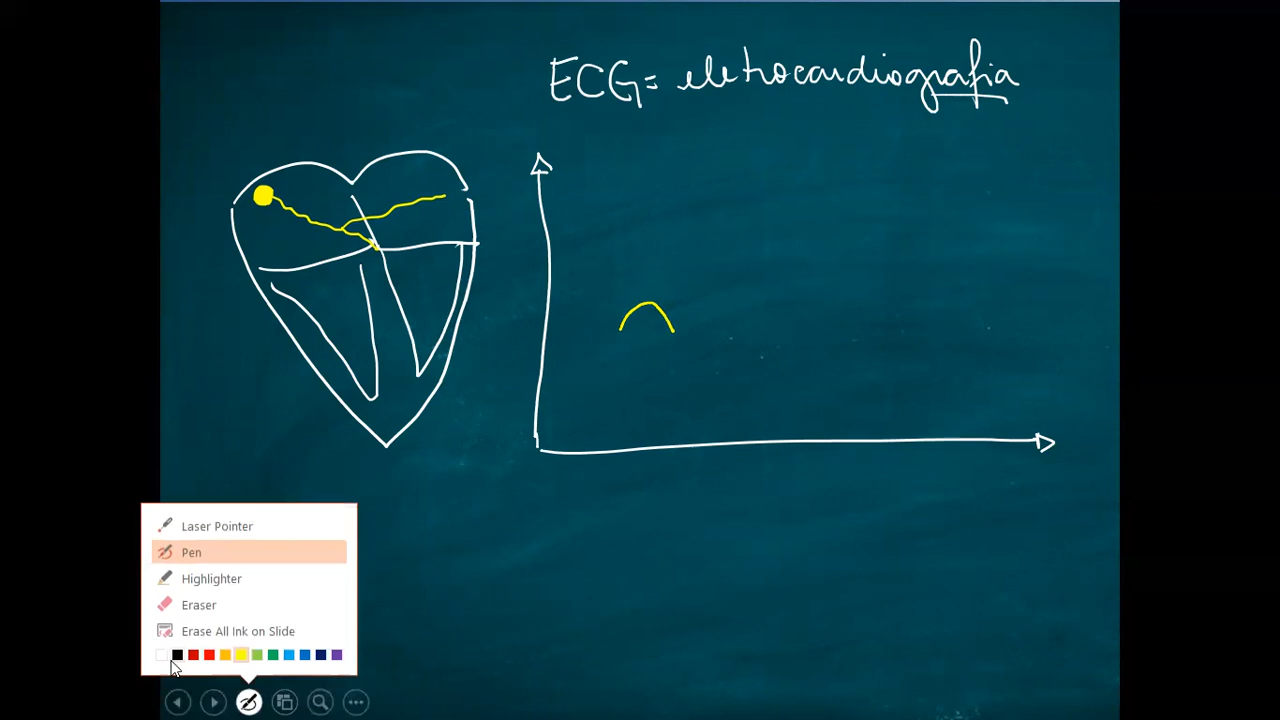 ECG= eletrocardiografia
Laser Pointer
Pen
Highlighter
Eraser
Erase All Ink on Slide